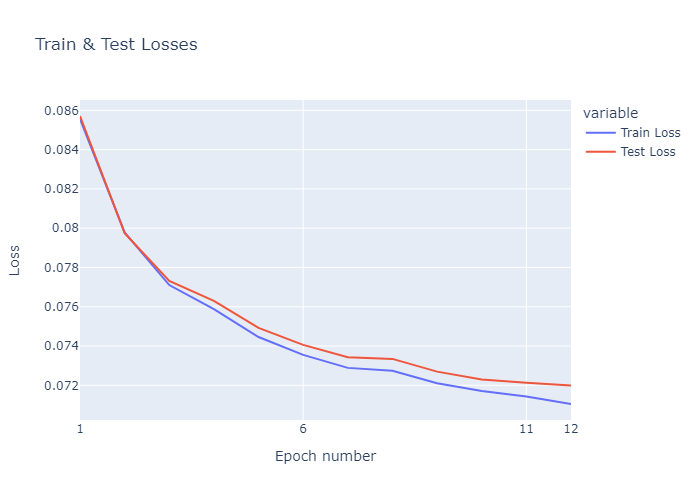 Train & Test Losses
variable
Train Loss
Test Loss
0.086
0.084
0.082
0.08
0.078
0.076
0.074
0.072
Loss
1
6
11
12
Epoch number